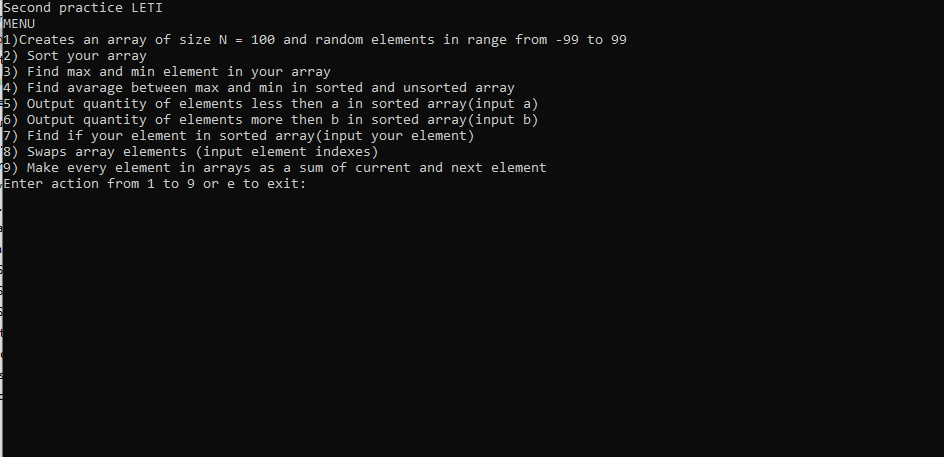 Second practice LETI
MENU
1)Creates an array of size N = 100 and random elements in range from -99 to 99
2) Sort your array
3) Find max and min element in your array
4) Find avarage between max and min in sorted and unsorted array
5) Output quantity of elements less then a in sorted array(input a)
6) Output quantity of elements more then b in sorted array(input b)
7) Find if your element in sorted array(input your element)
8) Swaps array elements (input element indexes)
9) Make every element in arrays as a sum of current and next element
Enter action from 1 to 9 or e to exit: